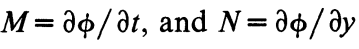 M = ∂ϕ/∂t, and N = ∂ϕ/∂y